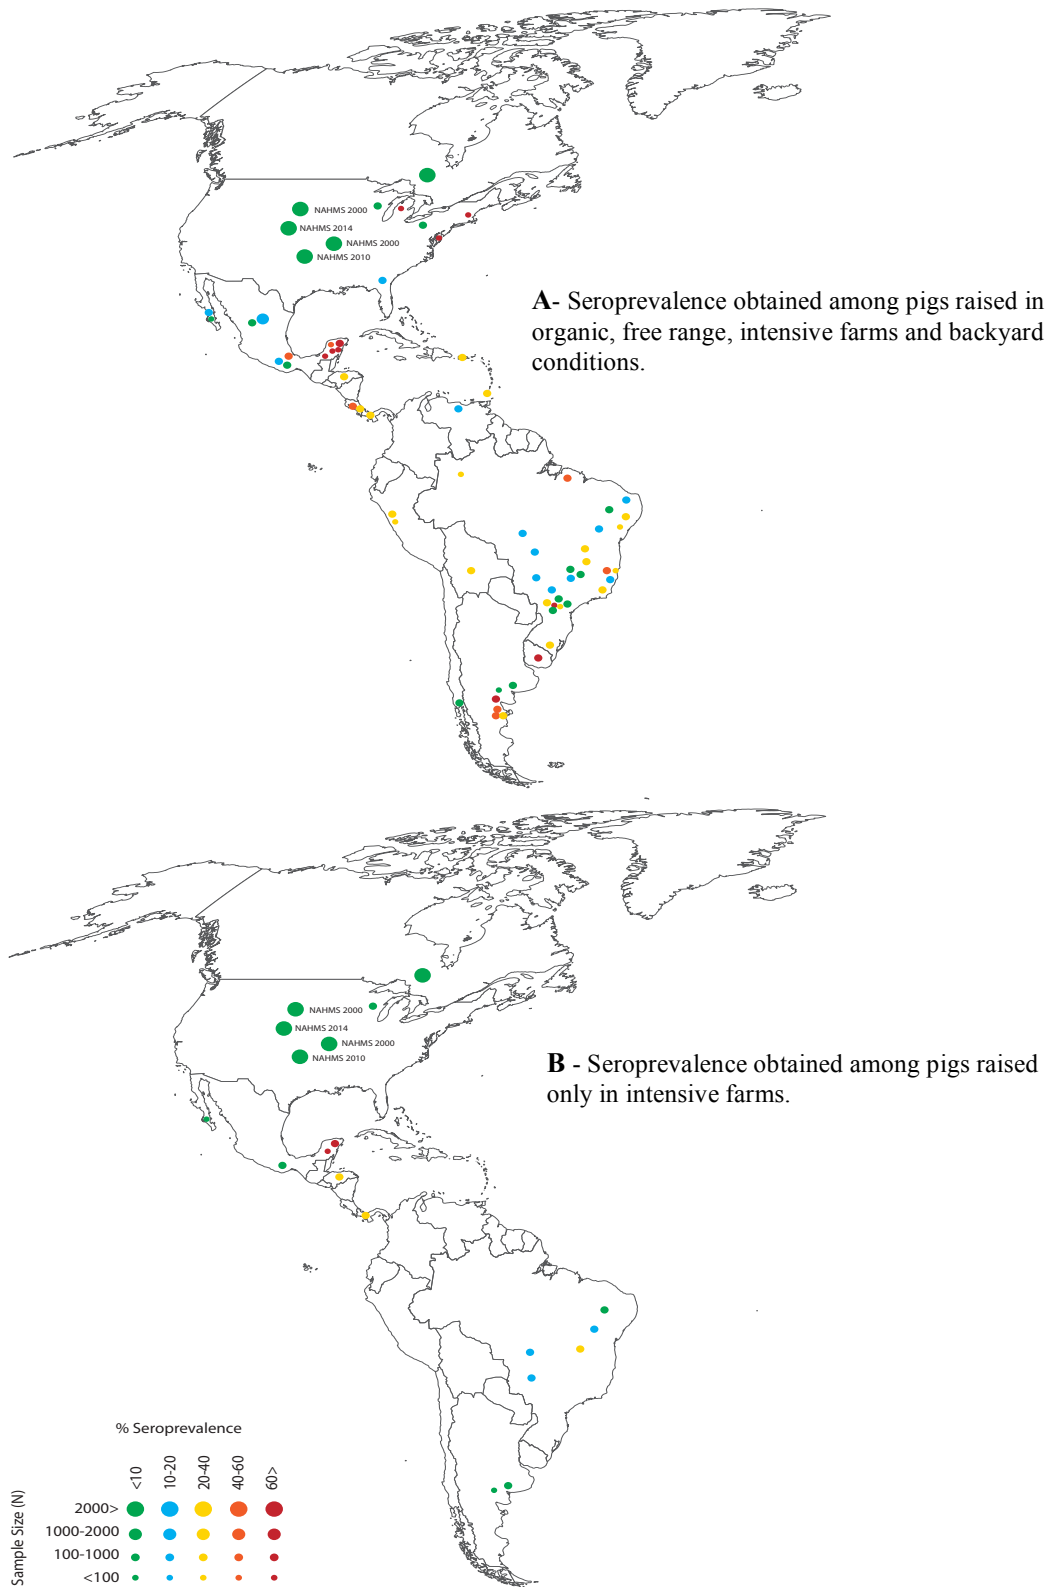 NAHMS 2000
NAHMS 2014
NAHMS 2000
NAHMS 2010
A- Seroprevalence obtained among pigs raised in
organic, free range, intensive farms and backyard
conditions.
NAHMS 2000
NAHMS 2014
NAHMS 2000
NAHMS 2010
B - Seroprevalence obtained among pigs raised
only in intensive farms.
% Seroprevalence
<10
10-20
20-40
40-60
60>
Sample Size (N)
2000>
1000-2000
100-1000
<100